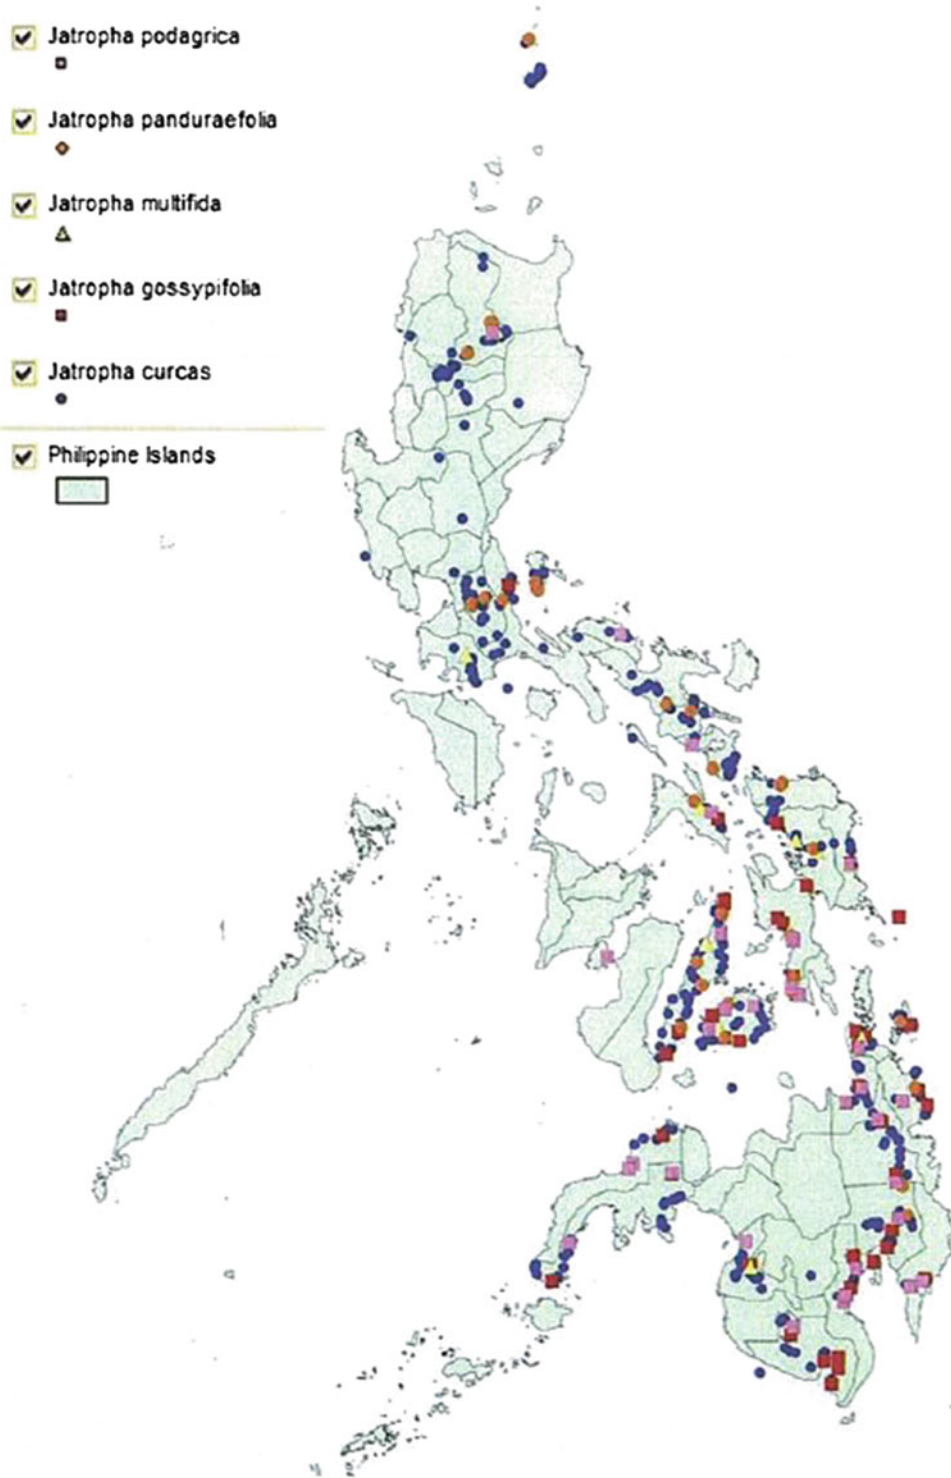 Jatropha podagrica
Jatropha panduraefolia
Jatropha multifida
Jatropha gossypifolia
Jatropha curcas
Philippine Islands